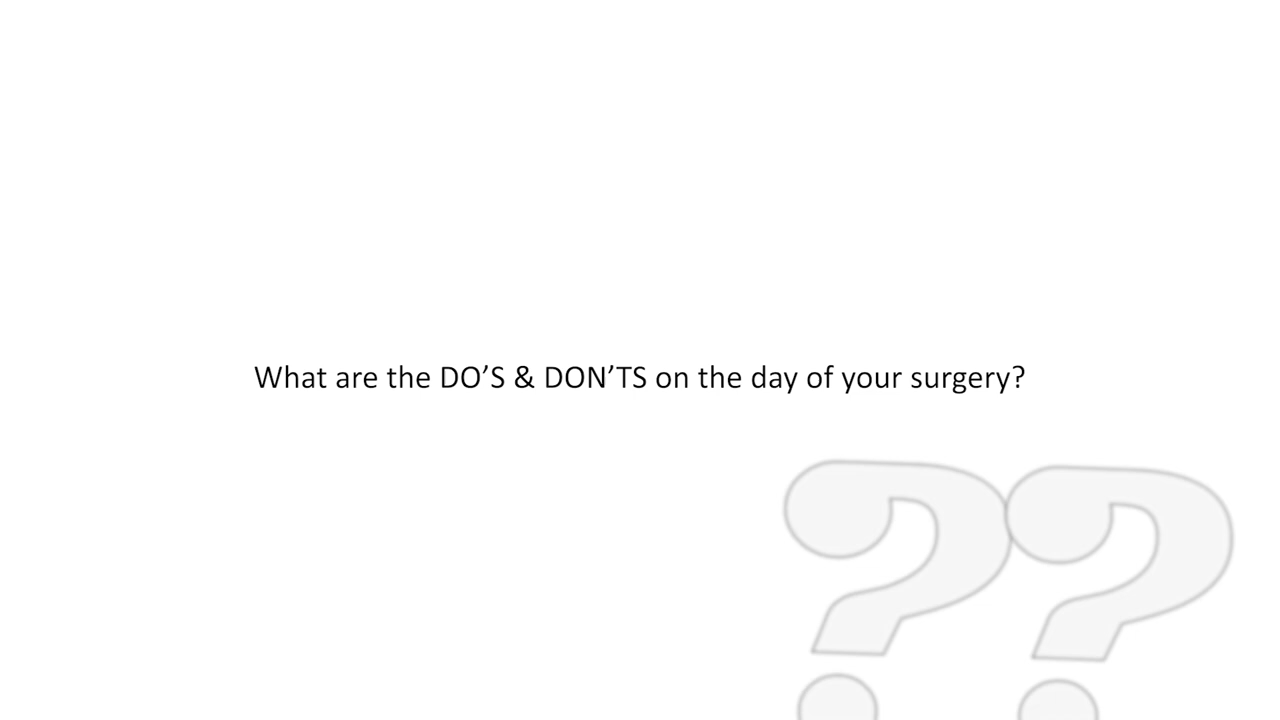 What are the DO’S & DON’TS on the day of your surgery?
??